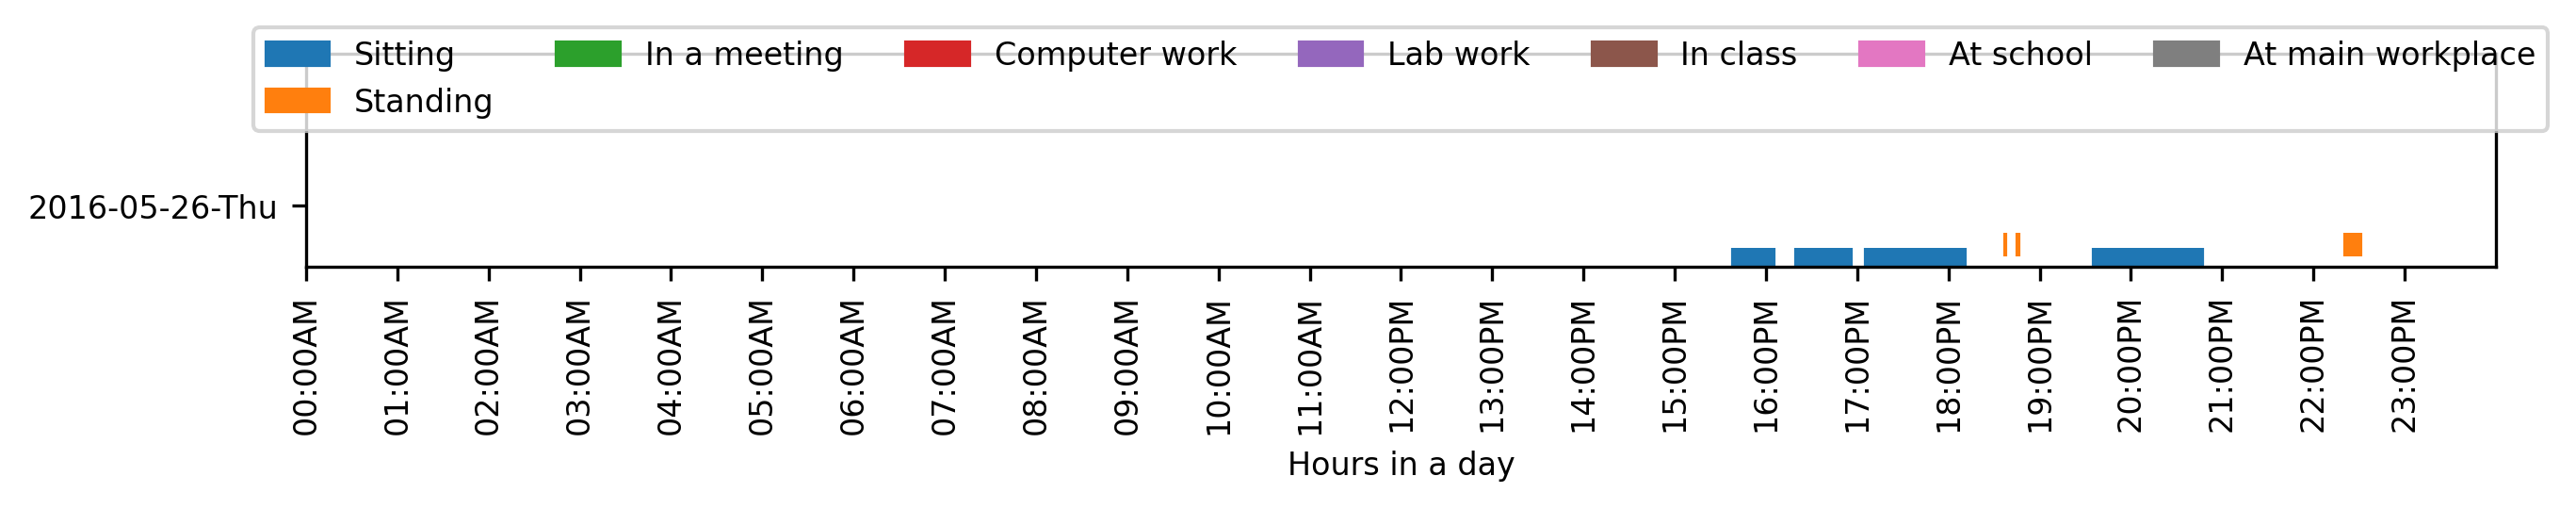 Sitting In a meeting Computer work Lab work In class At school At main workplace
Standing
2016-05-26-Thu
00:00AM
01:00AM
02:00AM
03:00AM
04:00AM
05:00AM
06:00AM
07:00AM
08:00AM
09:00AM
10:00AM
11:00AM
12:00PM
13:00PM
14:00PM
15:00PM
16:00PM
17:00PM
18:00PM
19:00PM
20:00PM
21:00PM
22:00PM
23:00PM
Hours in a day